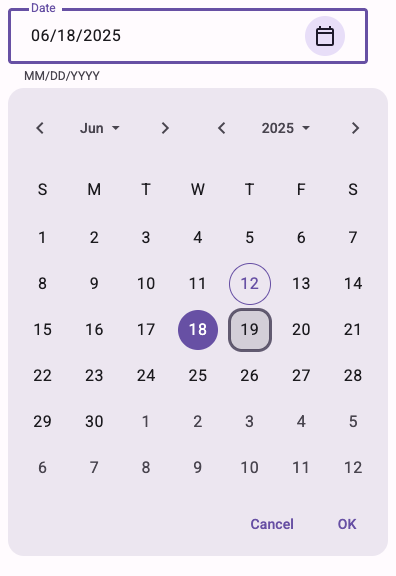 Date
06/18/2025
MM/DD/YYYY
Jun 2025
S M T W T F S
1 2 3 4 5 6 7
8 9 10 11 12 13 14
15 16 17 18 19 20 21
22 23 24 25 26 27 28
29 30 1 2 3 4 5
6 7 8 9 10 11 12
Cancel OK